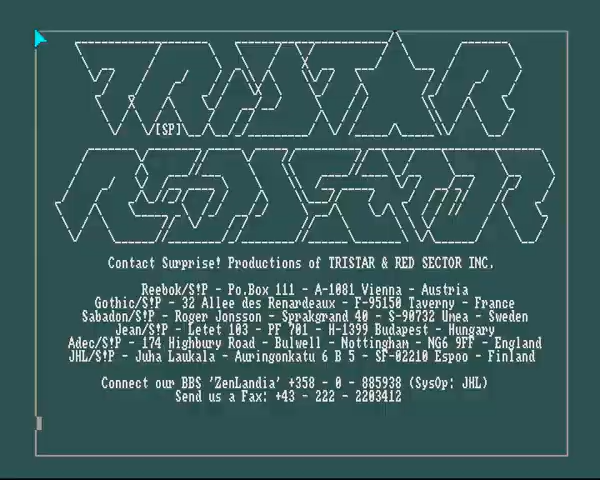 TRISTAR
[SP]
RED SECTOR
Contact Surprise! Productions of TRISTAR & RED SECTOR INC.
Reebok/S!P - Po.Box 111 - A-1081 Vienna - Austria
Gothic/S!P - 32 Allee des Renardeaux - F-95150 Taverny - France
Sabadon/S!P - Roger Jonsson - Sprakgrand 40 - S-90732 Umea - Sweden
Jean/S!P - Letet 103 - PF 701 - H-1399 Budapest - Hungary
Adec/S!P - 174 Highbury Road - Bulwell - Nottingham - NG6 9FF - England
JHL/S!P - Juha Laukala - Auringonkatu 6 B 5 - SF-02210 Espoo - Finland
Connect our BBS 'ZenLandia' +358 - 0 - 885938 (SysOp: JHL)
Send us a Fax: +43 - 222 - 2203412